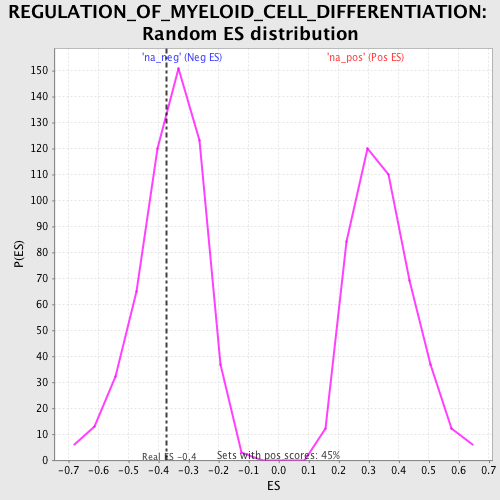 REGULATION_OF_MYELOID_CELL_DIFFERENTIATION:
Random ES distribution
'na_neg' (Neg ES)
'na_pos' (Pos ES)
150
140
130
120
110
100
90
80
70
60
50
40
30
20
10
0
P(ES)
Real ES -0.4
Sets with pos scores: 45%
-0.7 -0.6 -0.5 -0.4 -0.3 -0.2 -0.1 0.0 0.1 0.2 0.3 0.4 0.5 0.6 0.7
ES